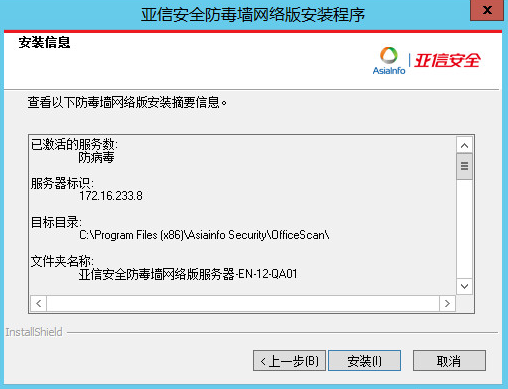 亚信安全防毒墙网络版安装程序
x
安装信息
AsiaInfo
亚信安全
查看以下防毒墙网络版安装摘要信息。
已激活的服务数:
防病毒
服务器标识:
172.16.233.8
目标目录:
C:\Program Files (x86)\Asiainfo Security\OfficeScan\
文件夹名称:
亚信安全防毒墙网络版服务器-EN-12-QA01
InstallShield
<上一步(B) 安装(I) 取消